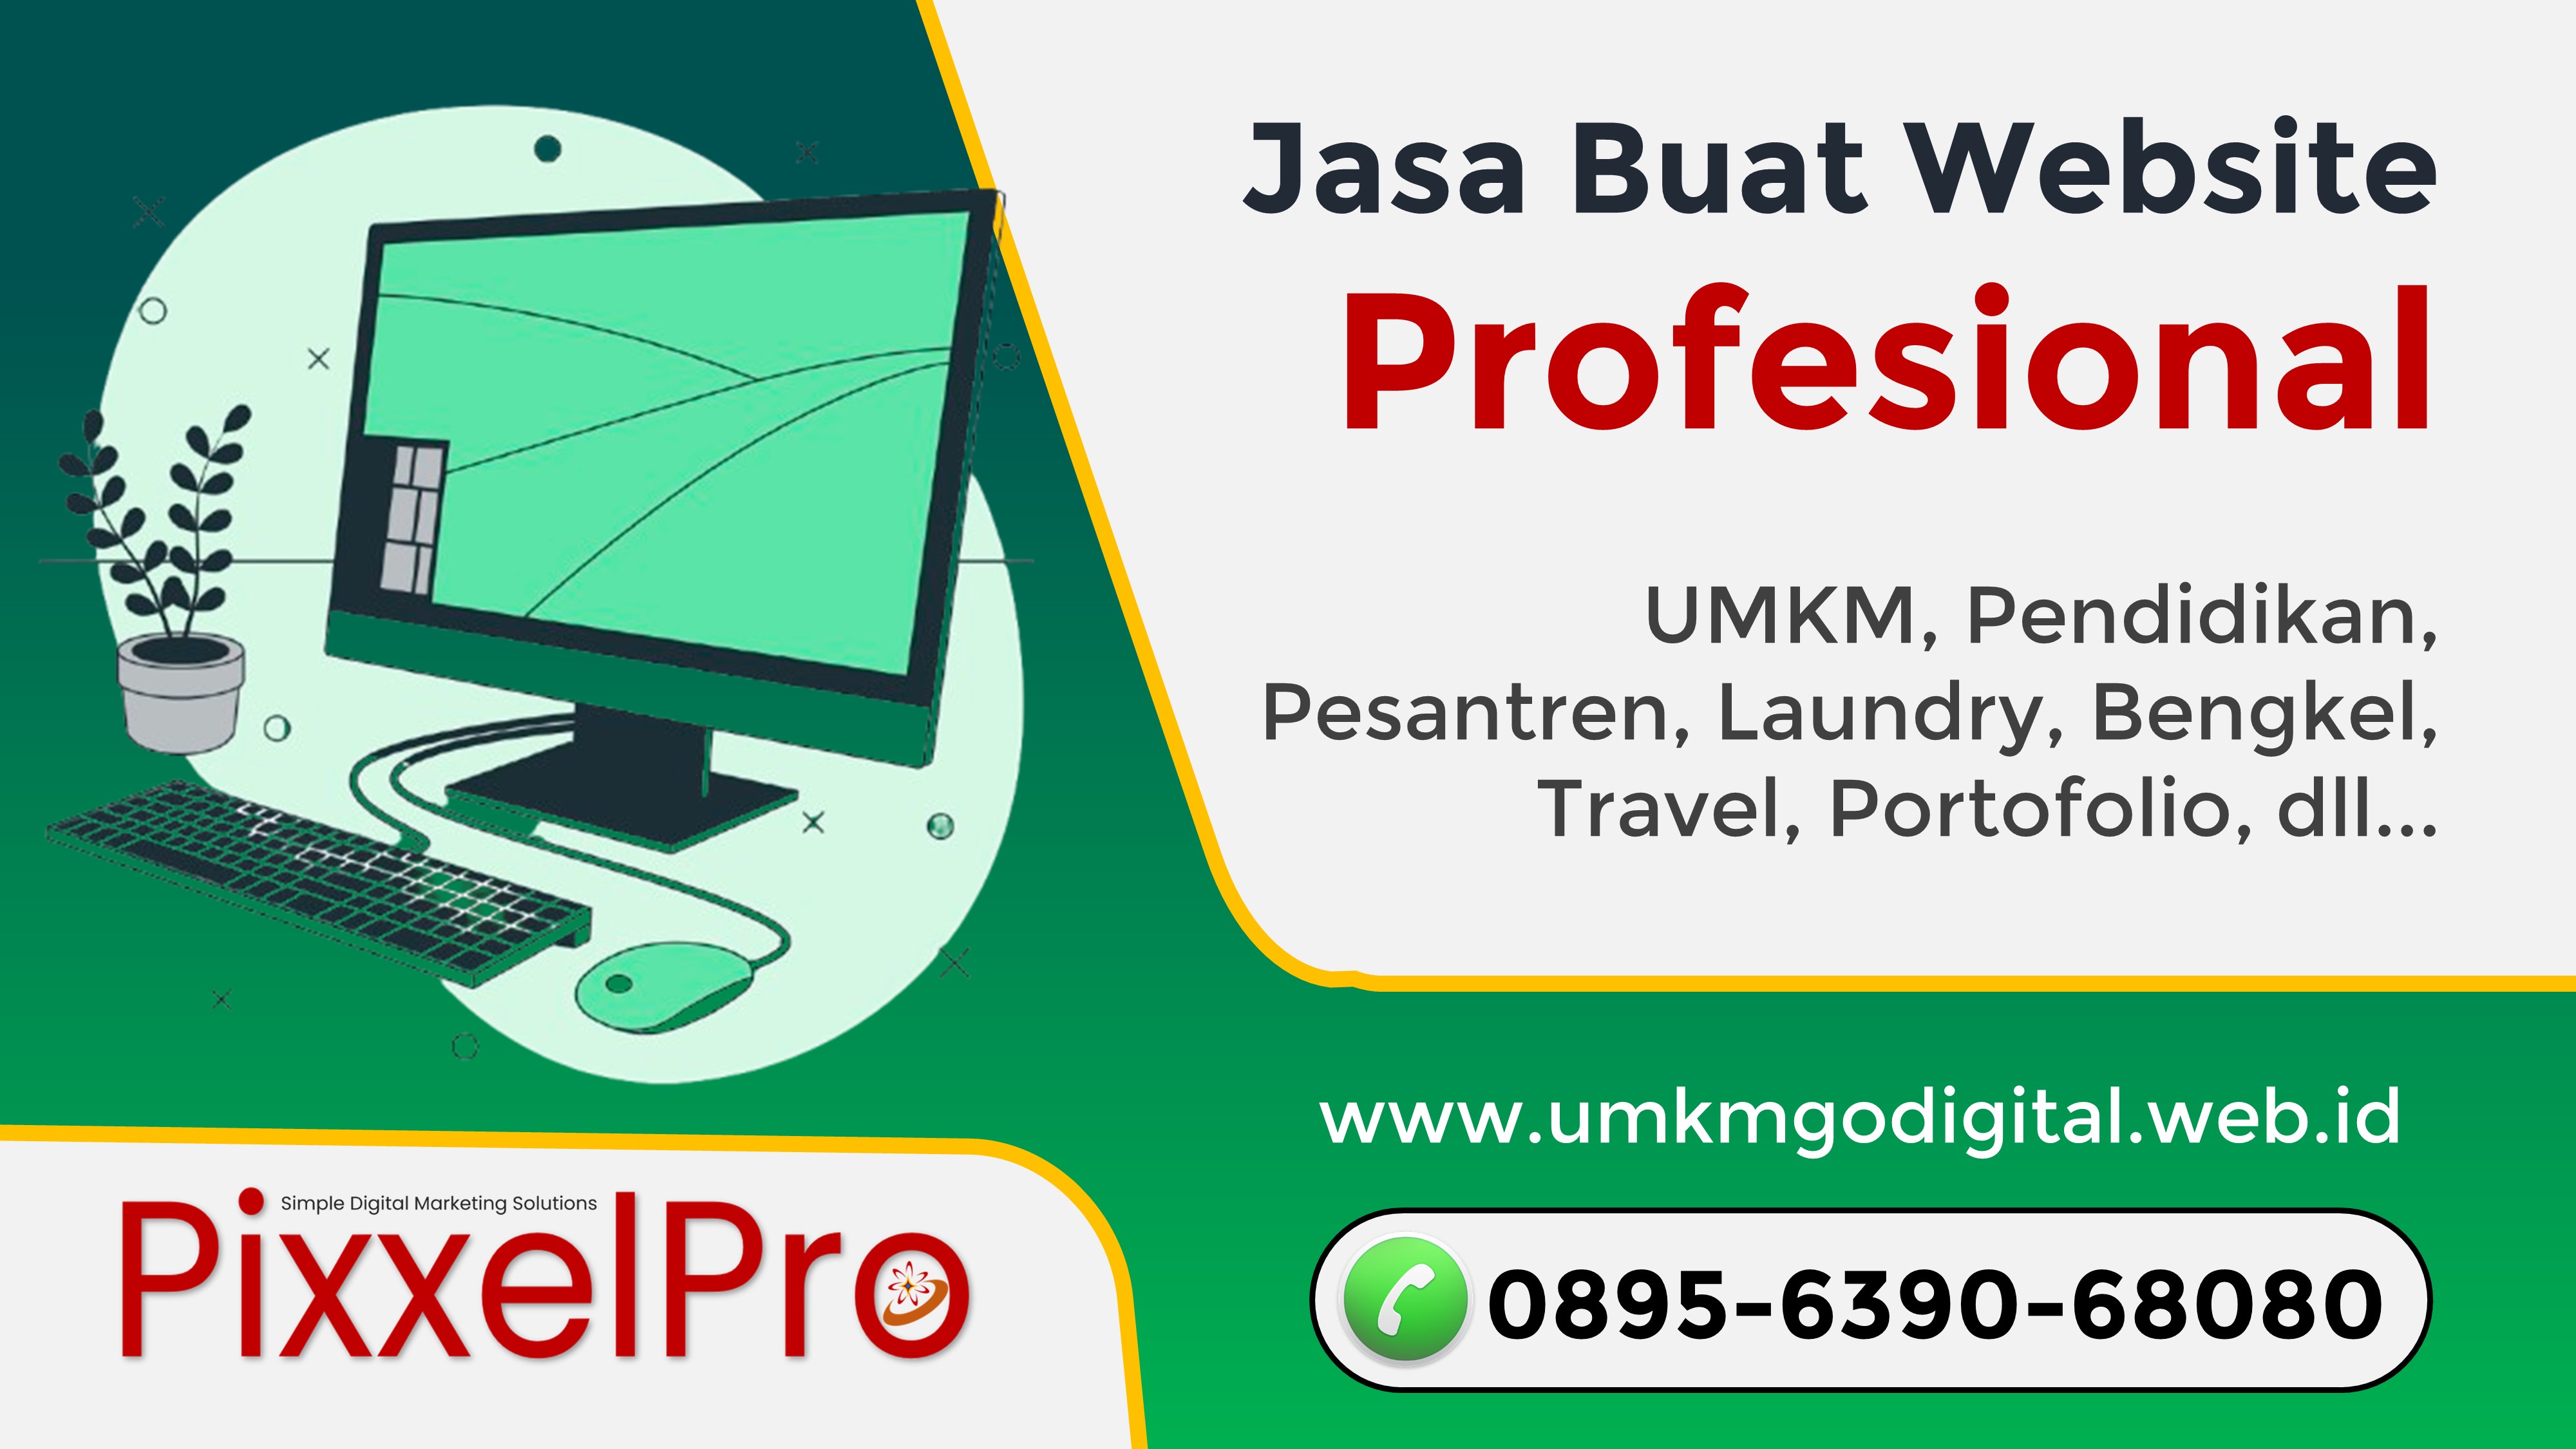 Jasa Buat Website
Profesional
UMKM, Pendidikan,
Pesantren, Laundry, Bengkel,
Travel, Portofolio, dll...
www.umkmgodigital.web.id
0895-6390-68080
Simple Digital Marketing Solutions
PixxelPro